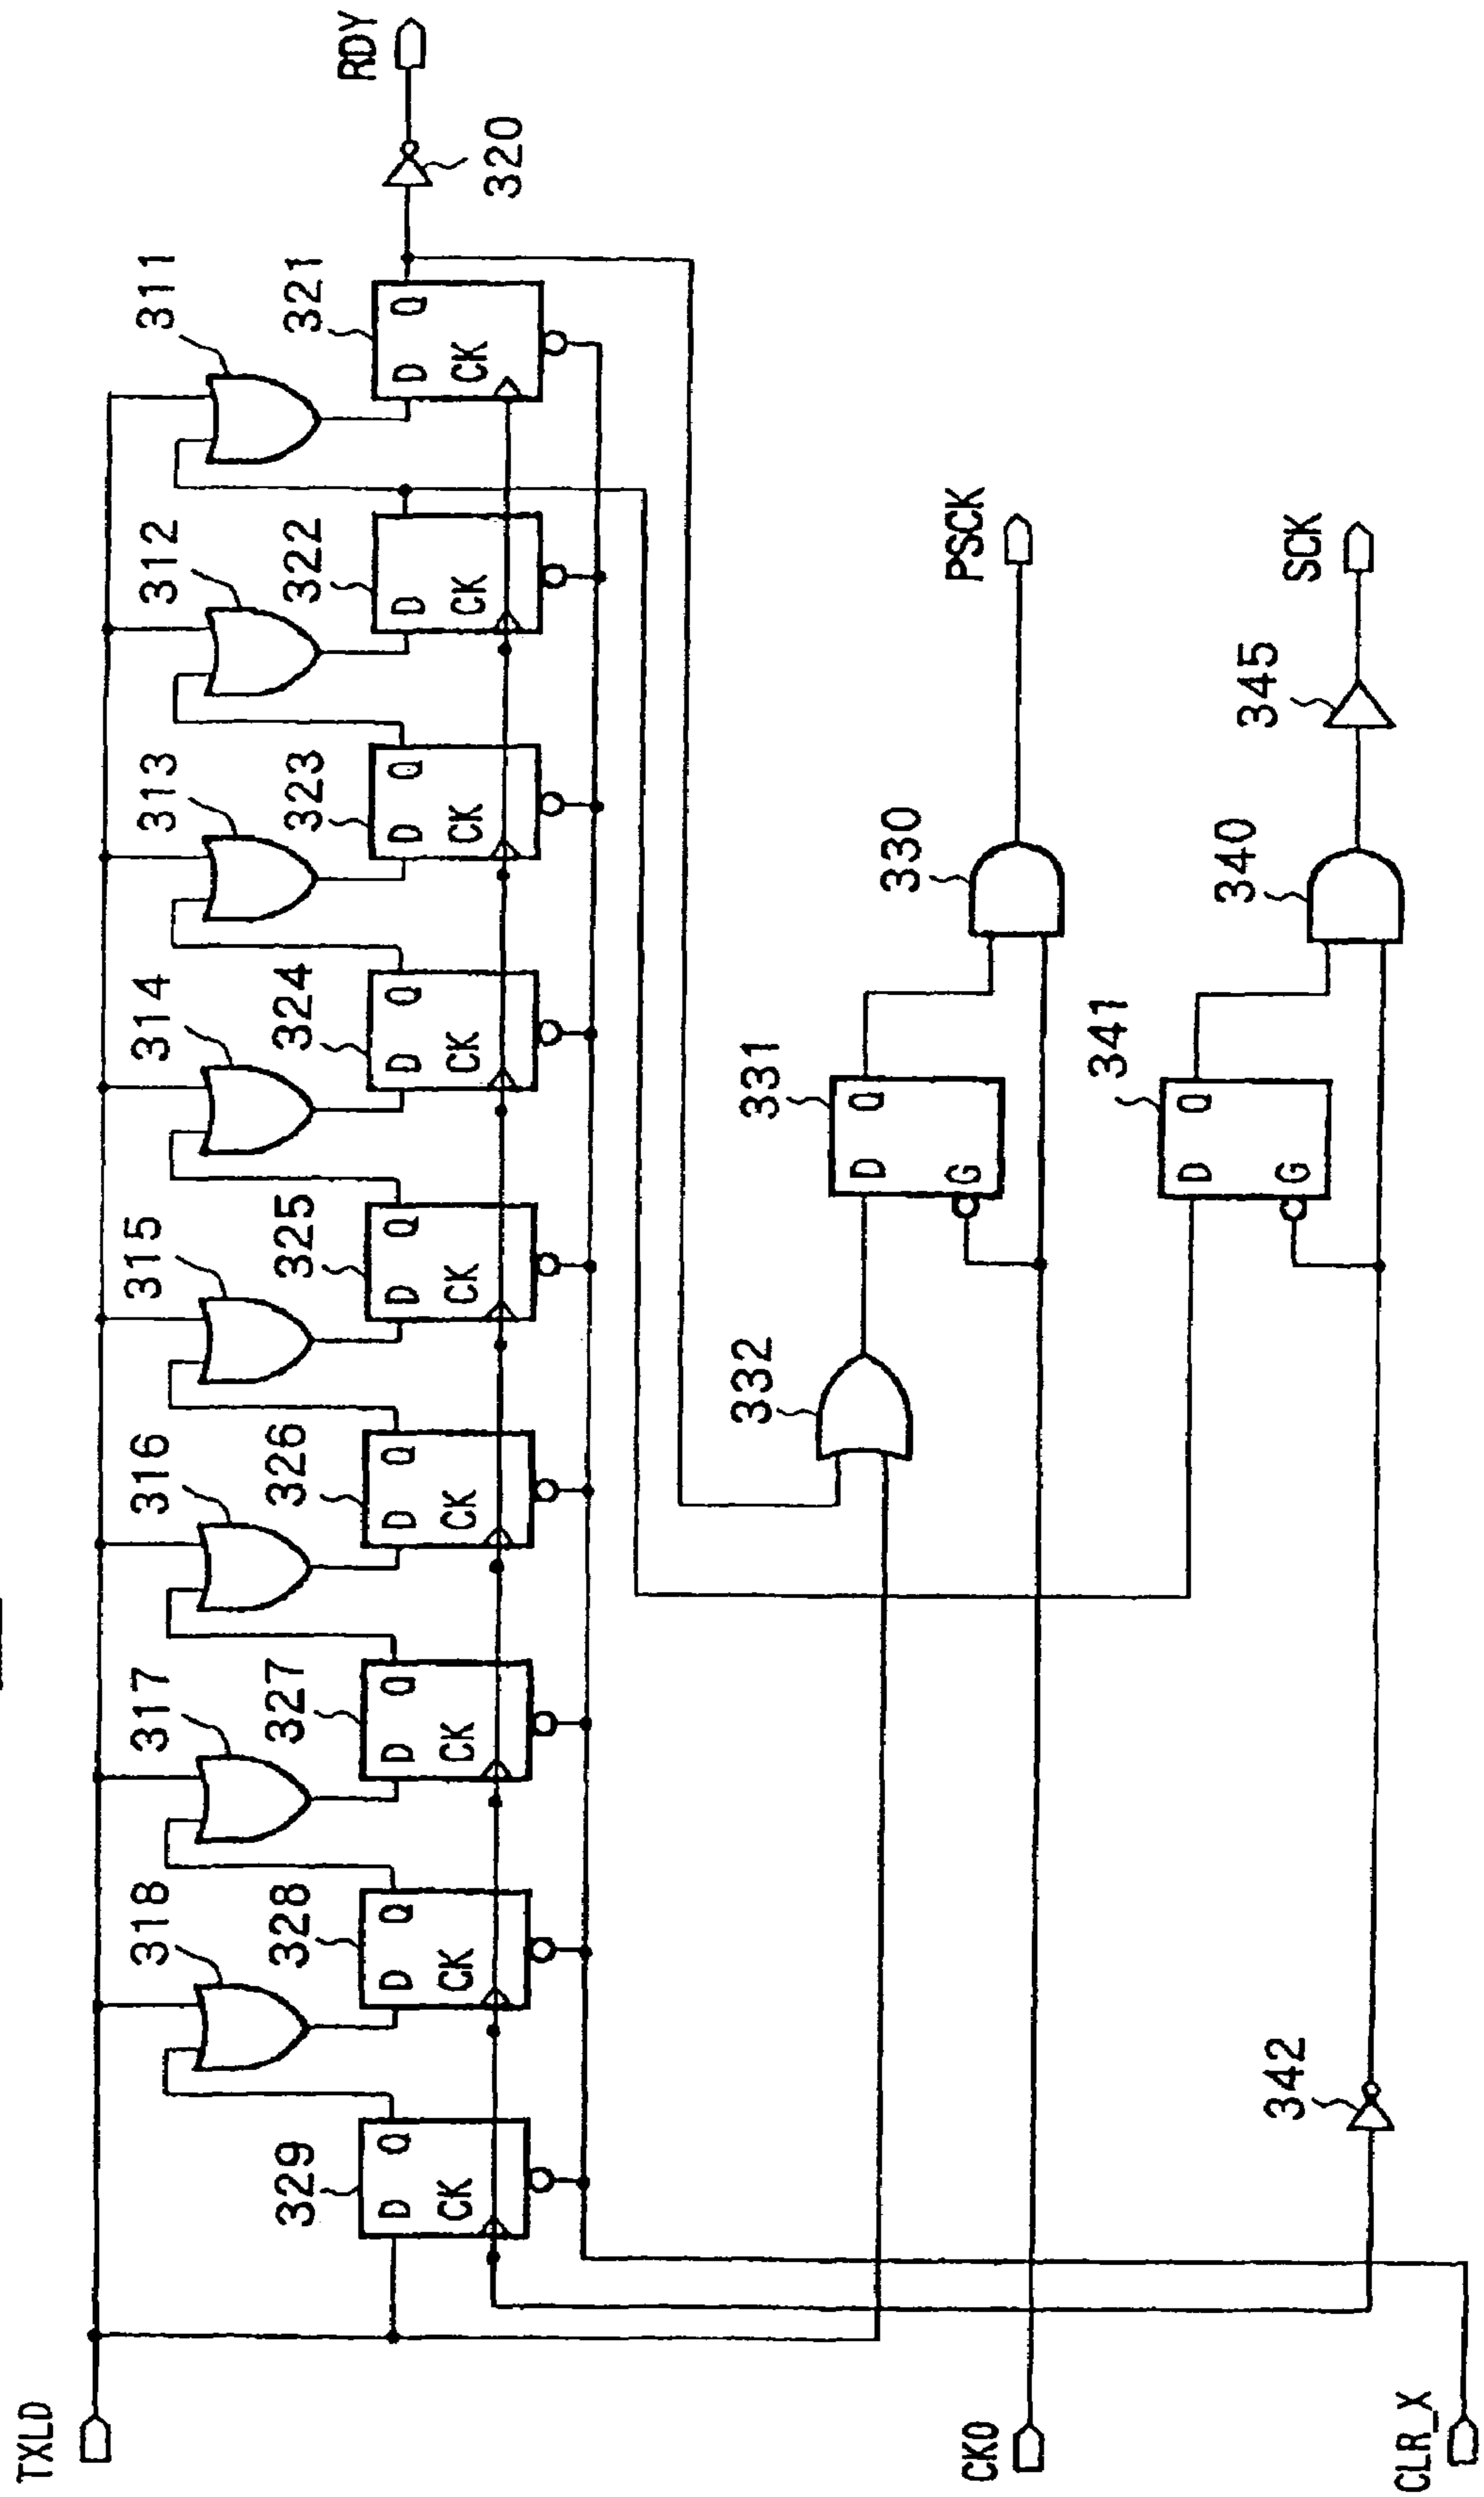 TXLD
CK0
CLR_X
RDY
PSCK
SCK
318
317
316
315
314
313
312
311
329
D Q
CK
328
D Q
CK
327
D Q
CK
326
D Q
CK
325
D Q
CK
324
D Q
CK
323
D Q
CK
322
D
CK
321
D Q
CK
320
332
331
D Q
G
330
342
341
D Q
G
340
345